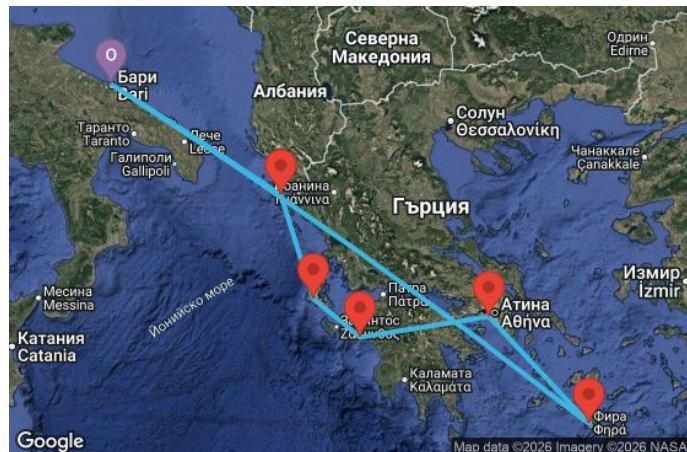 O
Бари
Bari
Таранто
Taranto
Лече
Lecce
Галиполи
Gallipoli
Северна
Македония
Албания
Одрин
Edirne
Солун
Θεσσαλονίκη
Чанаккале
Çanakkale
Гърция
Месина
Messina
Йонийско море
Патра
Πάτρα
Атина
Αθήνα
Измир
İzmir
Катания
Catania
Каламата
Καλαμάτα
Фира
Φηρά
Google
Map data ©2026 Imagery ©2026 NASA